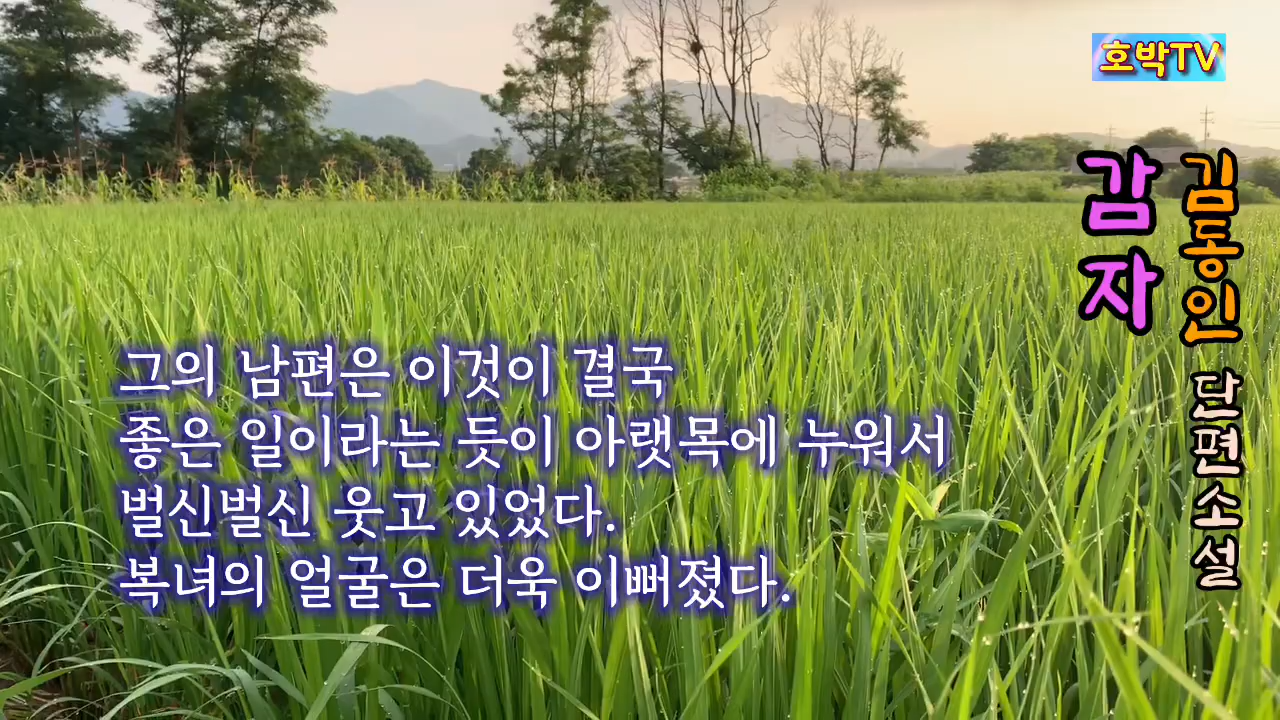 호박TV
김동인 단편소설
감자
그의 남편은 이것이 결국
좋은 일이라는 듯이 아랫목에 누워서
벌신벌신 웃고 있었다.
복녀의 얼굴은 더욱 이뻐졌다.